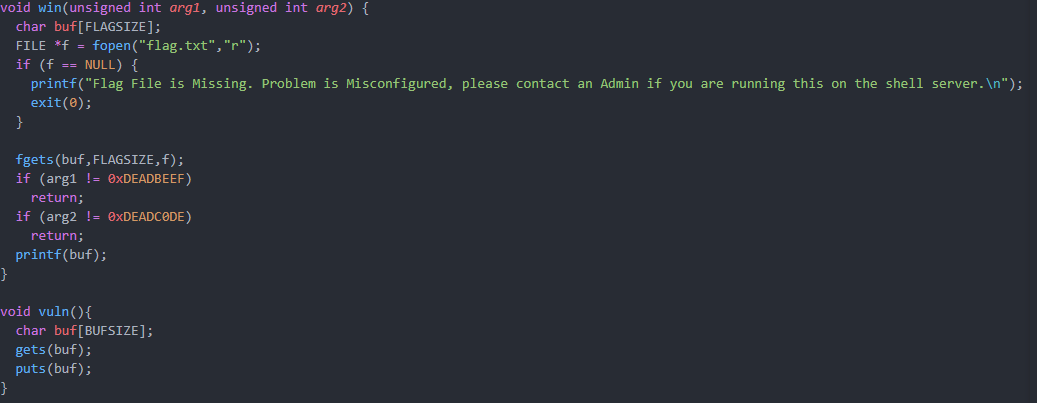 void win(unsigned int arg1, unsigned int arg2) {
  char buf[FLAGSIZE];
  FILE *f = fopen("flag.txt","r");
  if (f == NULL) {
    printf("Flag File is Missing. Problem is Misconfigured, please contact an Admin if you are running this on the shell server.\n");
    exit(0);
  }

  fgets(buf,FLAGSIZE,f);
  if (arg1 != 0xDEADBEEF)
    return;
  if (arg2 != 0xDEADC0DE)
    return;
  printf(buf);
}

void vuln(){
  char buf[BUFSIZE];
  gets(buf);
  puts(buf);
}